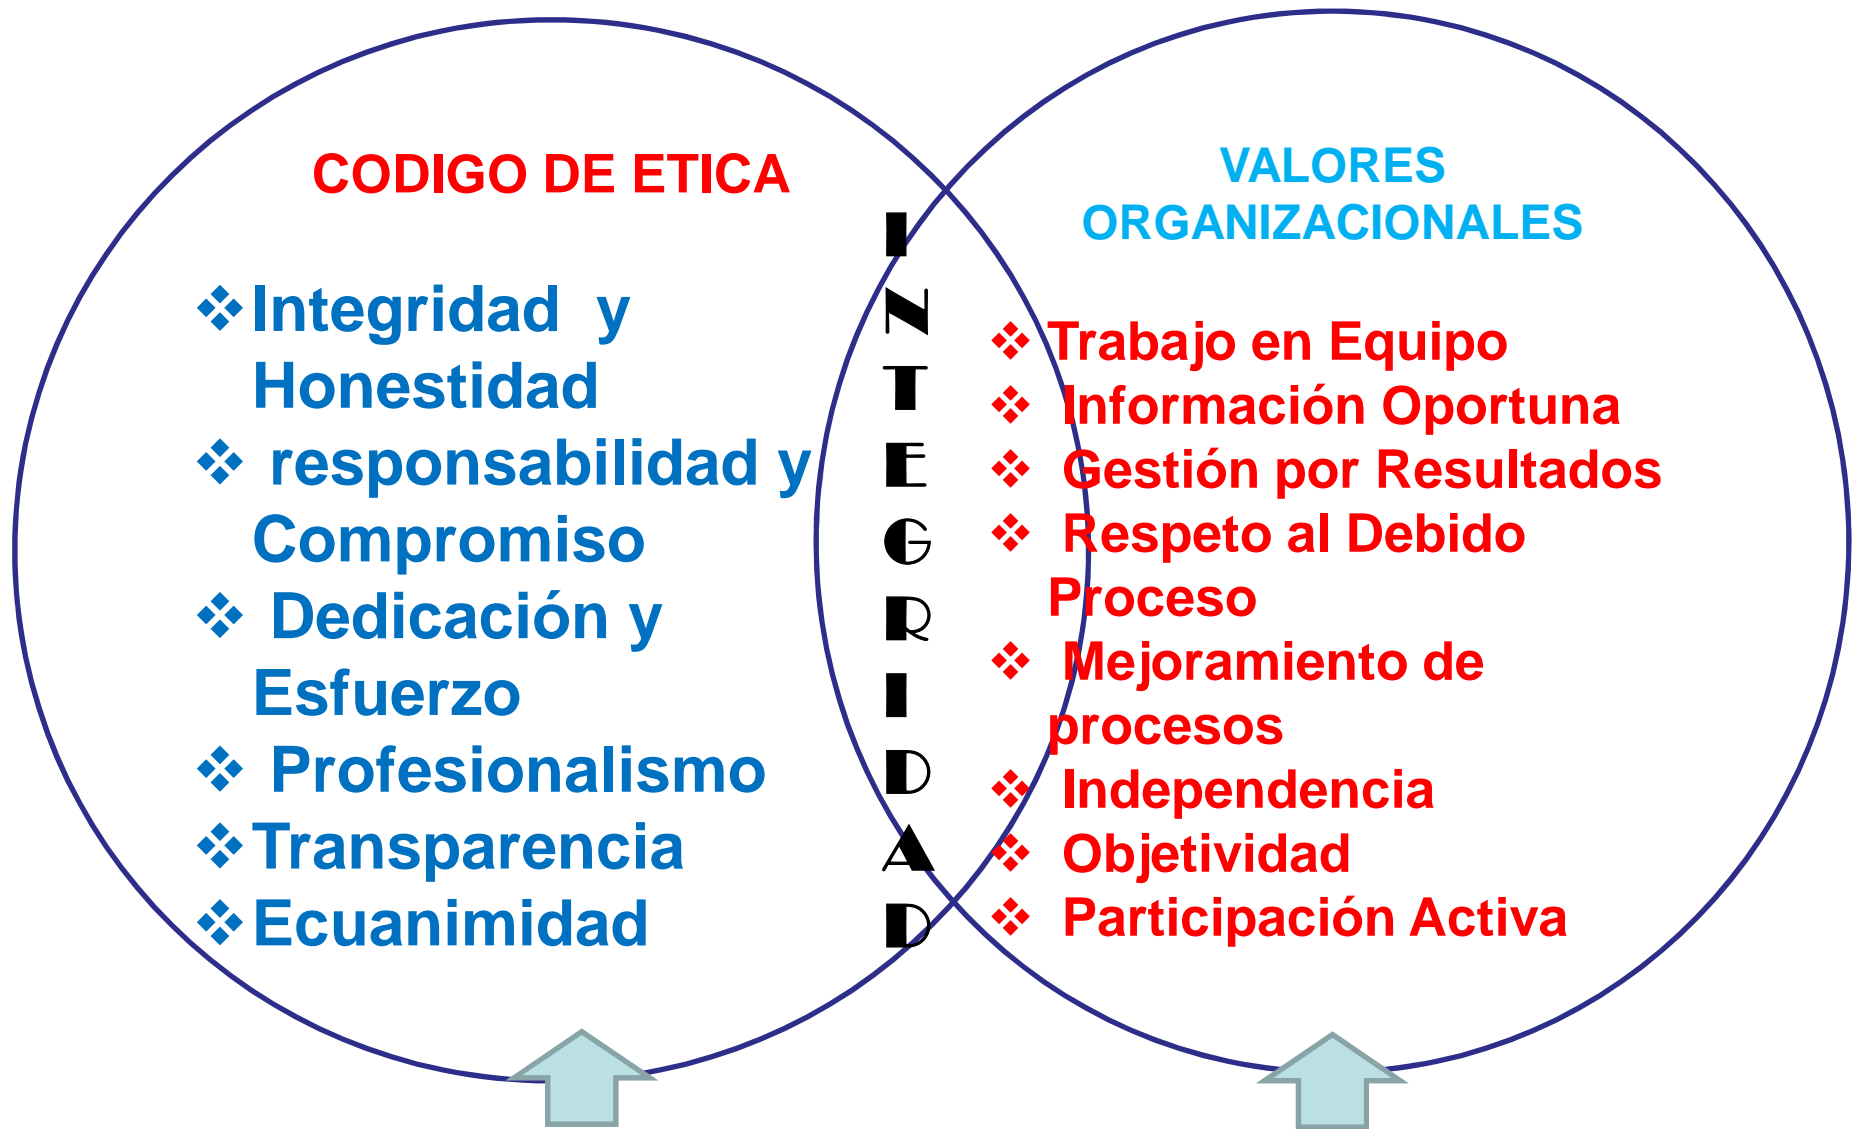 CODIGO DE ETICA
❖Integridad y
Honestidad
❖ responsabilidad y
Compromiso
❖ Dedicación y
Esfuerzo
❖ Profesionalismo
❖Transparencia
❖Ecuanimidad
I
N
T
E
G
R
I
D
A
D
VALORES
ORGANIZACIONALES
❖ Trabajo en Equipo
❖ Información Oportuna
❖ Gestión por Resultados
❖ Respeto al Debido
Proceso
❖ Mejoramiento de
procesos
❖ Independencia
❖ Objetividad
❖ Participación Activa